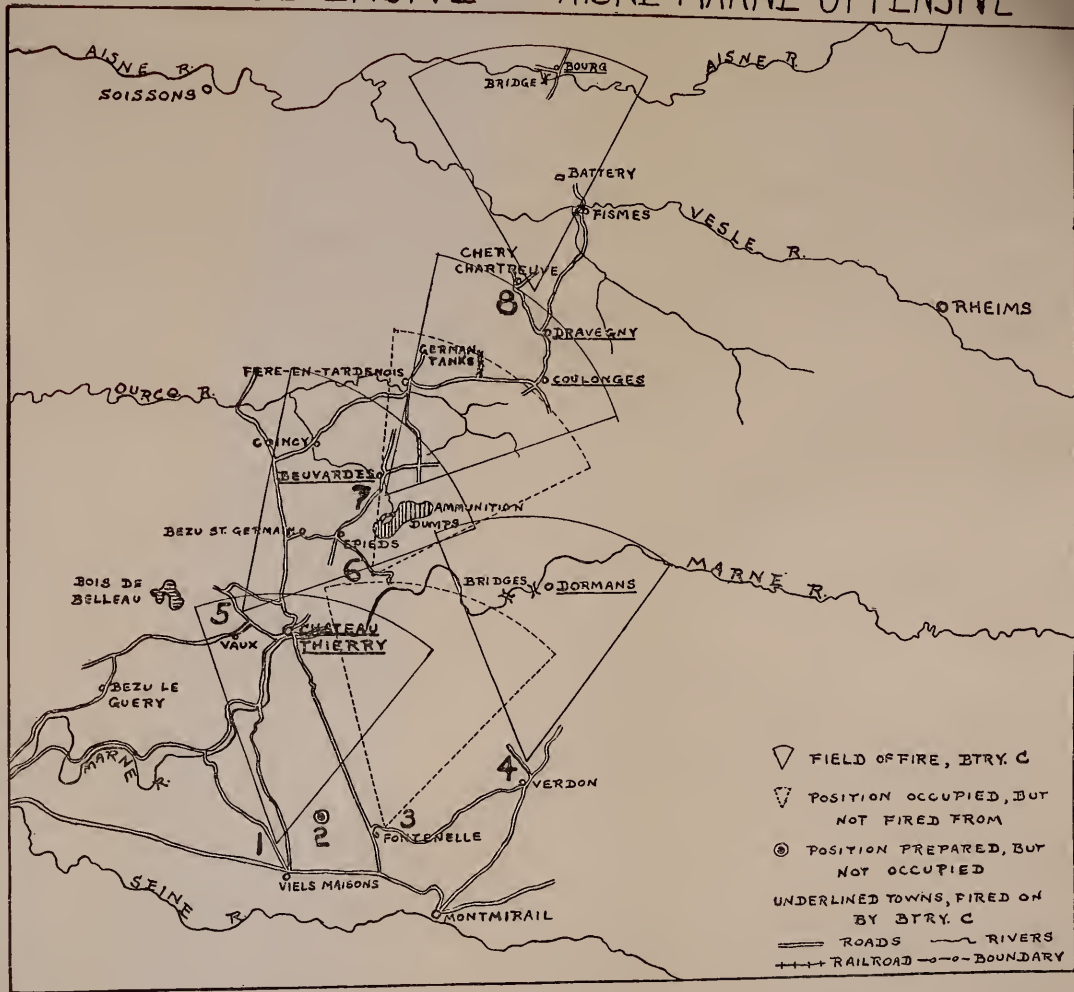 AISNE-MARNE OFFENSIVE
AISNE R.
SOISSONS
BRIDGE
BOURG
AISNE R.
BATTERY
FISMES
VESLE R.
RHEIMS
CHERY
CHARTREUVE
8
DRAVEGNY
GERMAN
TANKS
FERE-EN-TARDENOIS
COULONGES
OURCQ R.
COINCY
BEUVARDES
7
AMMUNITION
DUMPS
BEZU ST. GERMAIN
EPIEDS
6
BOIS DE
BELLEAU
BRIDGES
DORMANS
MARNE R.
5
VAUX
CHATEAU
THIERRY
BEZU LE
GUERY
MARNE R.
4
VERDON
1
2
3
FONTENELLE
VIELS MAISONS
SEINE R.
MONTMIRAIL
FIELD OF FIRE, BTRY. C
POSITION OCCUPIED, BUT
NOT FIRED FROM
POSITION PREPARED, BUT
NOT OCCUPIED
UNDERLINED TOWNS, FIRED ON
BY BTRY. C
ROADS RIVERS
RAILROAD BOUNDARY